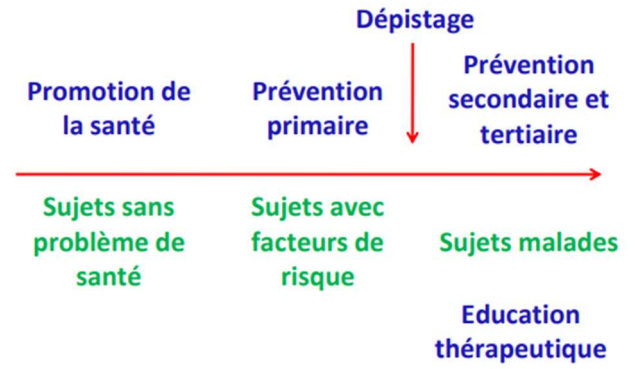 Dépistage
Promotion de
la santé
Prévention
primaire
Prévention
secondaire et
tertiaire
Sujets sans
problème de
santé
Sujets avec
facteurs de
risque
Sujets malades
Education
thérapeutique